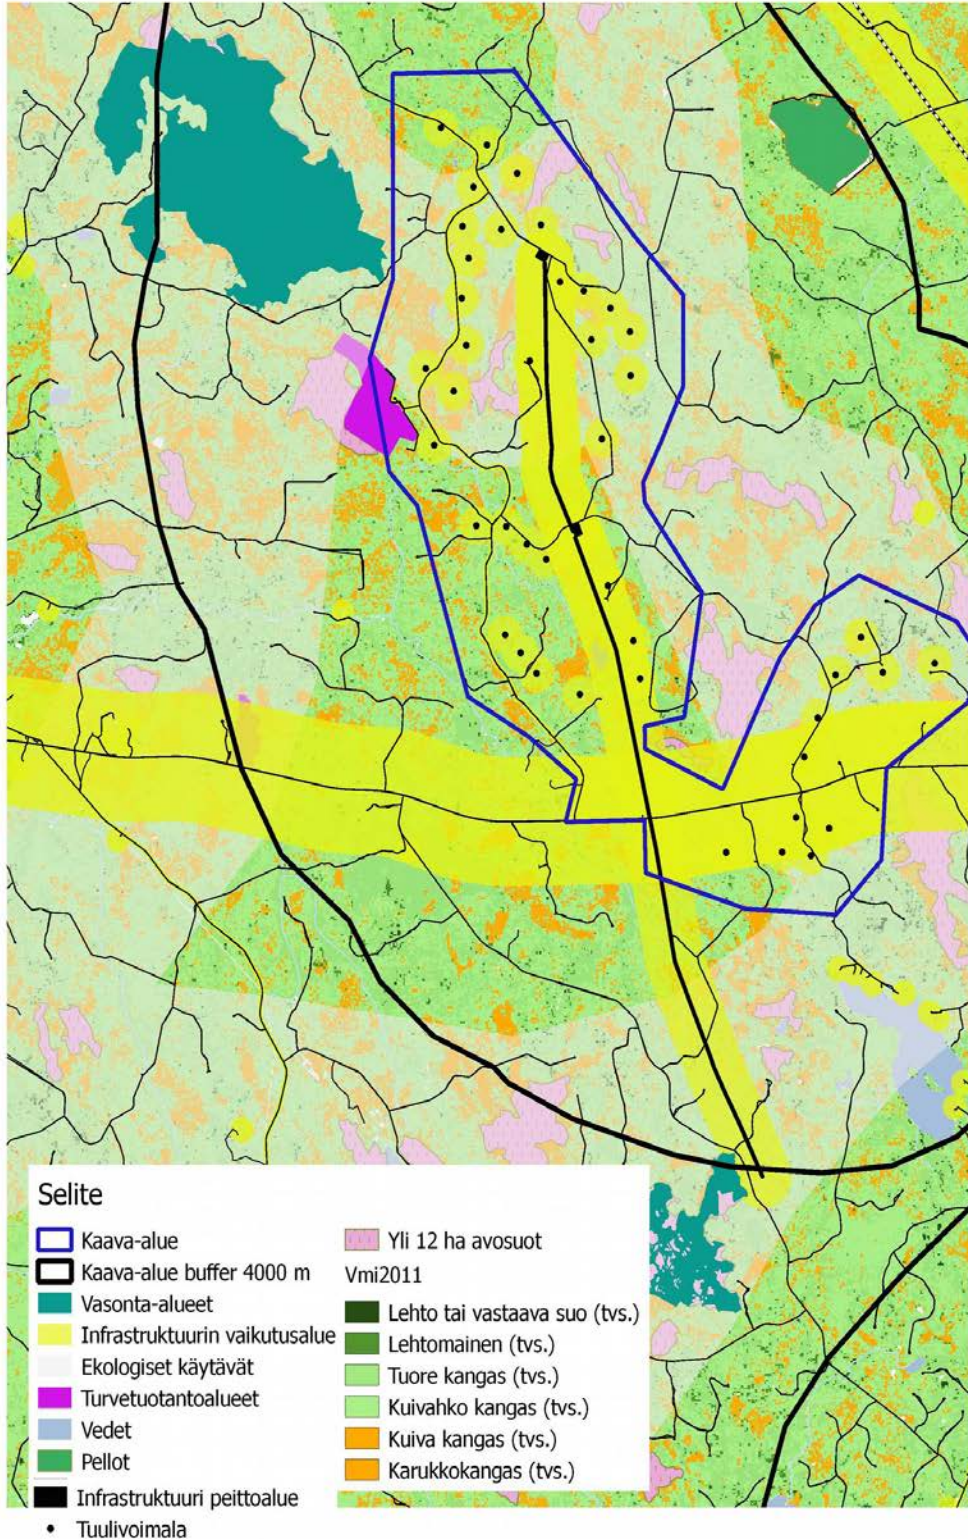 Selite
Kaava-alue
Kaava-alue buffer 4000 m
Vasonta-alueet
Infrastruktuurin vaikutusalue
Ekologiset käytävät
Turvetuotantoalueet
Vedet
Pellot
Infrastruktuuri peittoalue
Tuulivoimala
Yli 12 ha avosuot
Vmi2011
Lehto tai vastaava suo (tvs.)
Lehtomainen (tvs.)
Tuore kangas (tvs.)
Kuivahko kangas (tvs.)
Kuiva kangas (tvs.)
Karukkokangas (tvs.)